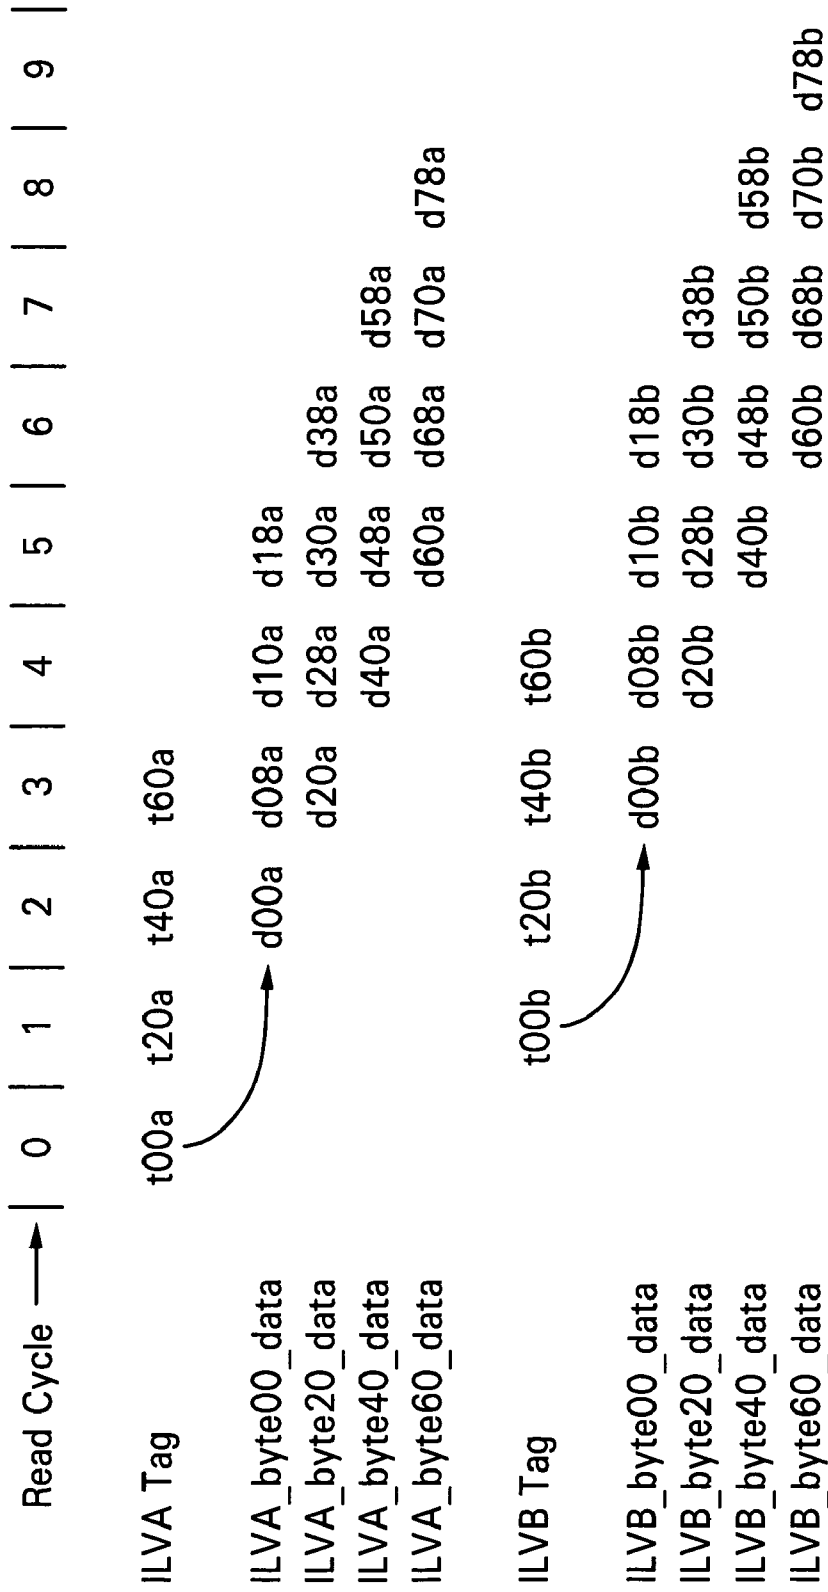 Read Cycle | 0 | 1 | 2 | 3 | 4 | 5 | 6 | 7 | 8 | 9 |
ILVA Tag t00a t20a t40a t60a
ILVA_byte00_data d00a d08a d10a d18a
ILVA_byte20_data d20a d28a d30a d38a
ILVA_byte40_data d40a d48a d50a d58a
ILVA_byte60_data d60a d68a d70a d78a
ILVB Tag t00b t20b t40b t60b
ILVB_byte00_data d00b d08b d10b d18b
ILVB_byte20_data d20b d28b d30b d38b
ILVB_byte40_data d40b d48b d50b d58b
ILVB_byte60_data d60b d68b d70b d78b